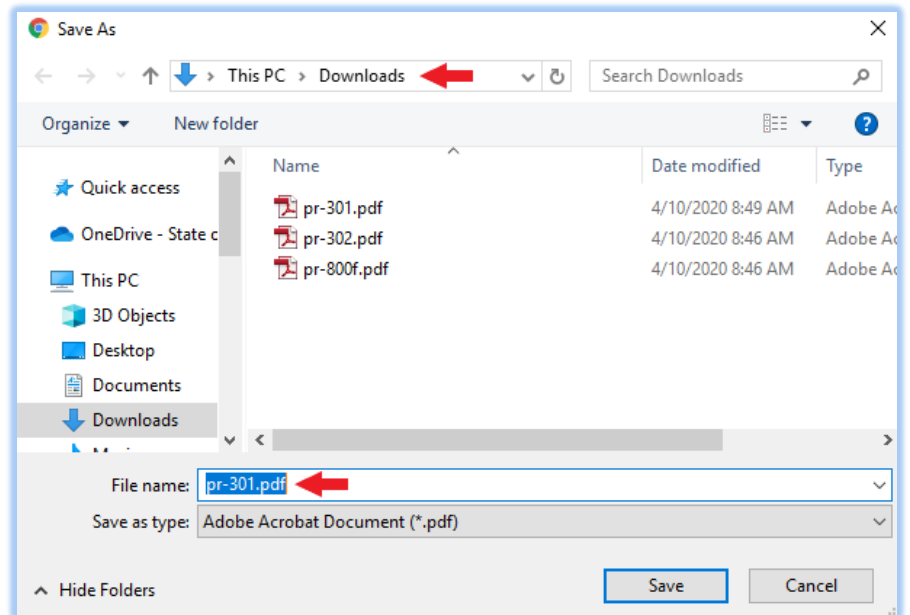 Save As
This PC > Downloads
Search Downloads
Organize
New folder
Name
Date modified
Type
Quick access
OneDrive - State c
This PC
3D Objects
Desktop
Documents
Downloads
pr-301.pdf 4/10/2020 8:49 AM Adobe Ac
pr-302.pdf 4/10/2020 8:46 AM Adobe Ac
pr-800f.pdf 4/10/2020 8:46 AM Adobe Ac
File name: pr-301.pdf
Save as type: Adobe Acrobat Document (*.pdf)
Hide Folders
Save
Cancel